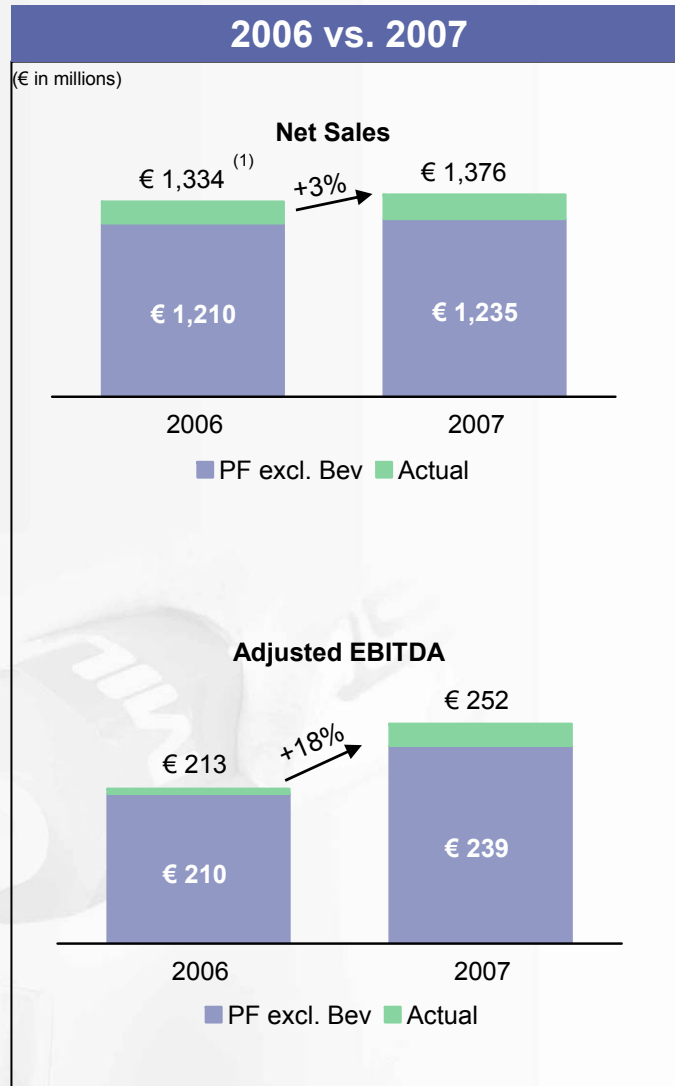 2006 vs. 2007
(€ in millions)
Net Sales
€ 1,334 (1)
+3%
€ 1,376
€ 1,210
€ 1,235
2006
2007
PF excl. Bev
Actual
Adjusted EBITDA
€ 252
+18%
€ 213
€ 210
€ 239
2006
2007
PF excl. Bev
Actual